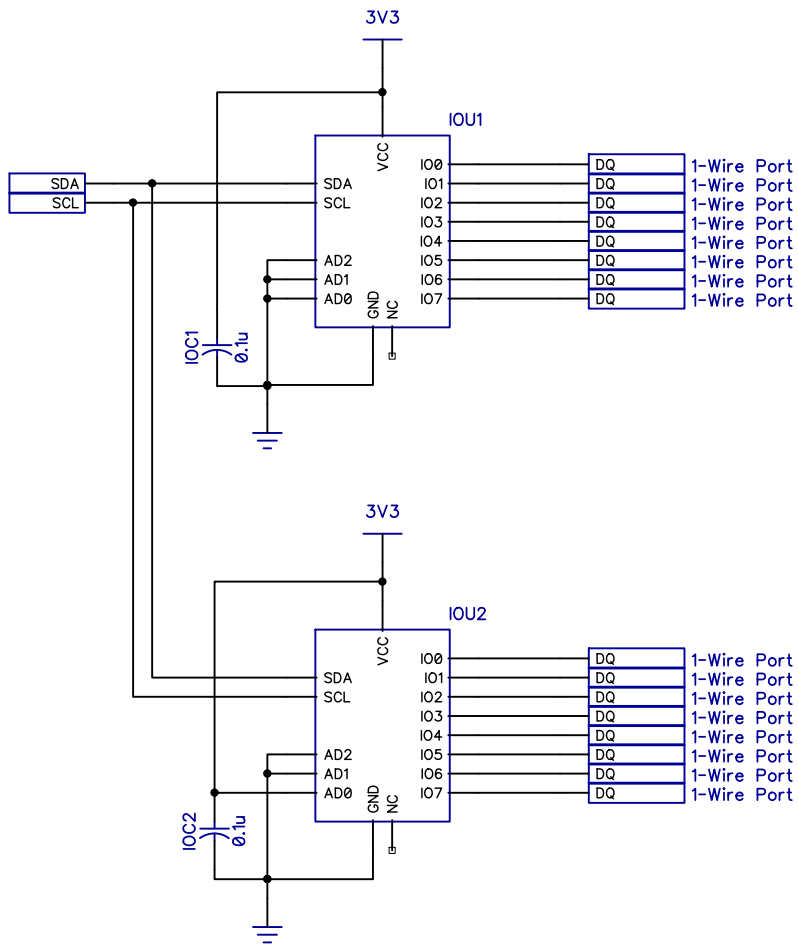 3V3
IOU1
VCC
IO0 DQ 1-Wire Port
SDA SDA IO1 DQ 1-Wire Port
SCL SCL IO2 DQ 1-Wire Port
IO3 DQ 1-Wire Port
IO4 DQ 1-Wire Port
AD2 IO5 DQ 1-Wire Port
AD1 IO6 DQ 1-Wire Port
AD0 GND NC IO7 DQ 1-Wire Port
IOC1 0.1u
3V3
IOU2
VCC
IO0 DQ 1-Wire Port
SDA IO1 DQ 1-Wire Port
SCL IO2 DQ 1-Wire Port
IO3 DQ 1-Wire Port
IO4 DQ 1-Wire Port
AD2 IO5 DQ 1-Wire Port
AD1 IO6 DQ 1-Wire Port
AD0 GND NC IO7 DQ 1-Wire Port
IOC2 0.1u